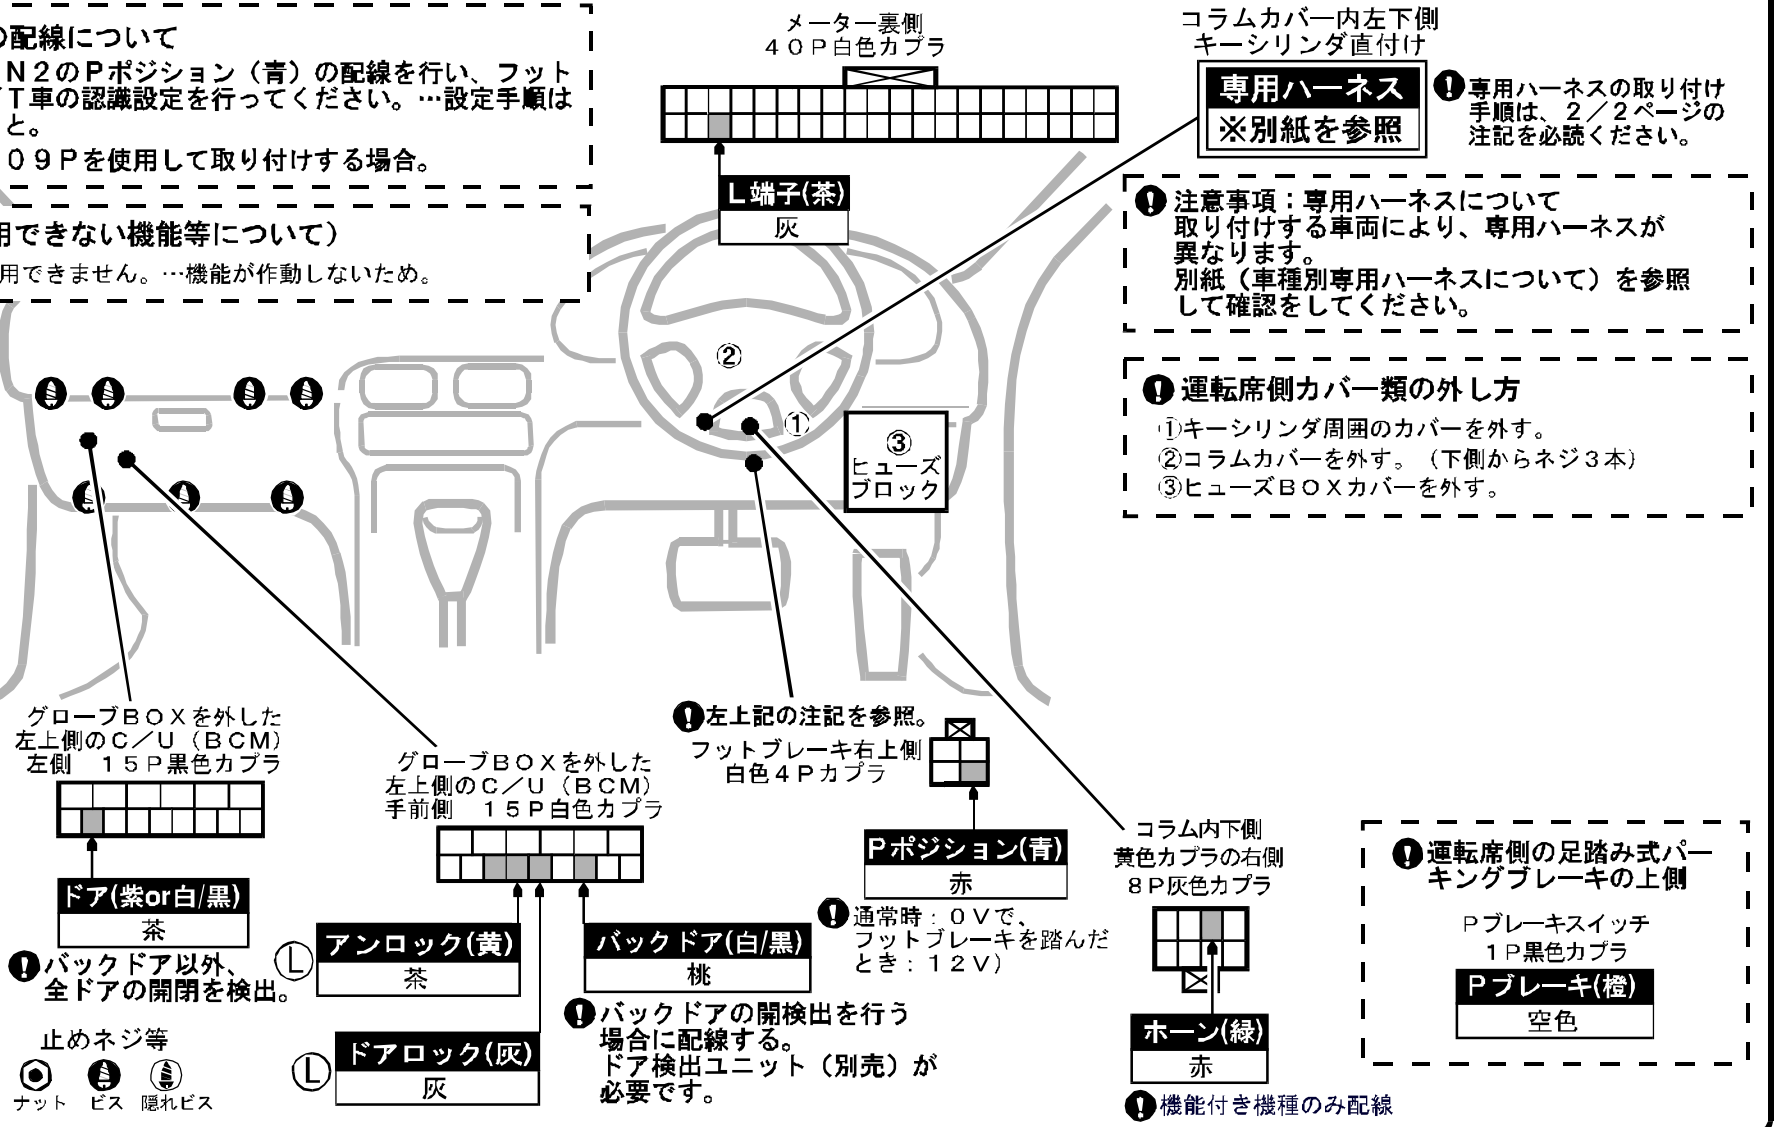 の配線について
Ｎ２のＰポジション（青）の配線を行い、フット
Ｔ車の認識設定を行ってください。…設定手順は
と。
０９Ｐを使用して取り付けする場合。
用できない機能等について）
用できません。…機能が作動しないため。
メーター裏側
４０Ｐ白色カプラ
Ｌ端子(茶)
灰
コラムカバー内左下側
キーシリンダ直付け
専用ハーネス
※別紙を参照
専用ハーネスの取り付け
手順は、２／２ページの
注記を必読ください。
注意事項：専用ハーネスについて
取り付けする車両により、専用ハーネスが
異なります。
別紙（車種別専用ハーネスについて）を参照
して確認をしてください。
運転席側カバー類の外し方
①キーシリンダ周囲のカバーを外す。
②コラムカバーを外す。（下側からネジ３本）
③ヒューズＢＯＸカバーを外す。
②
①
③
ヒューズ
ブロック
グローブＢＯＸを外した
左上側のＣ／Ｕ（ＢＣＭ）
左側　１５Ｐ黒色カプラ
ドア(紫or白/黒)
茶
バックドア以外、
全ドアの開閉を検出。
止めネジ等
ナット　ビス　隠れビス
グローブＢＯＸを外した
左上側のＣ／Ｕ（ＢＣＭ）
手前側　１５Ｐ白色カプラ
Ⓛ
アンロック(黄)
茶
Ⓛ
ドアロック(灰)
灰
バックドア(白/黒)
桃
バックドアの開検出を行う
場合に配線する。
ドア検出ユニット（別売）が
必要です。
左上記の注記を参照。
フットブレーキ右上側
白色４Ｐカプラ
Ｐポジション(青)
赤
通常時：０Ｖで、
フットブレーキを踏んだ
とき：１２Ｖ）
コラム内下側
黄色カプラの右側
８Ｐ灰色カプラ
ホーン(緑)
赤
機能付き機種のみ配線
運転席側の足踏み式パー
キングブレーキの上側
Ｐブレーキスイッチ
１Ｐ黒色カプラ
Ｐブレーキ(橙)
空色